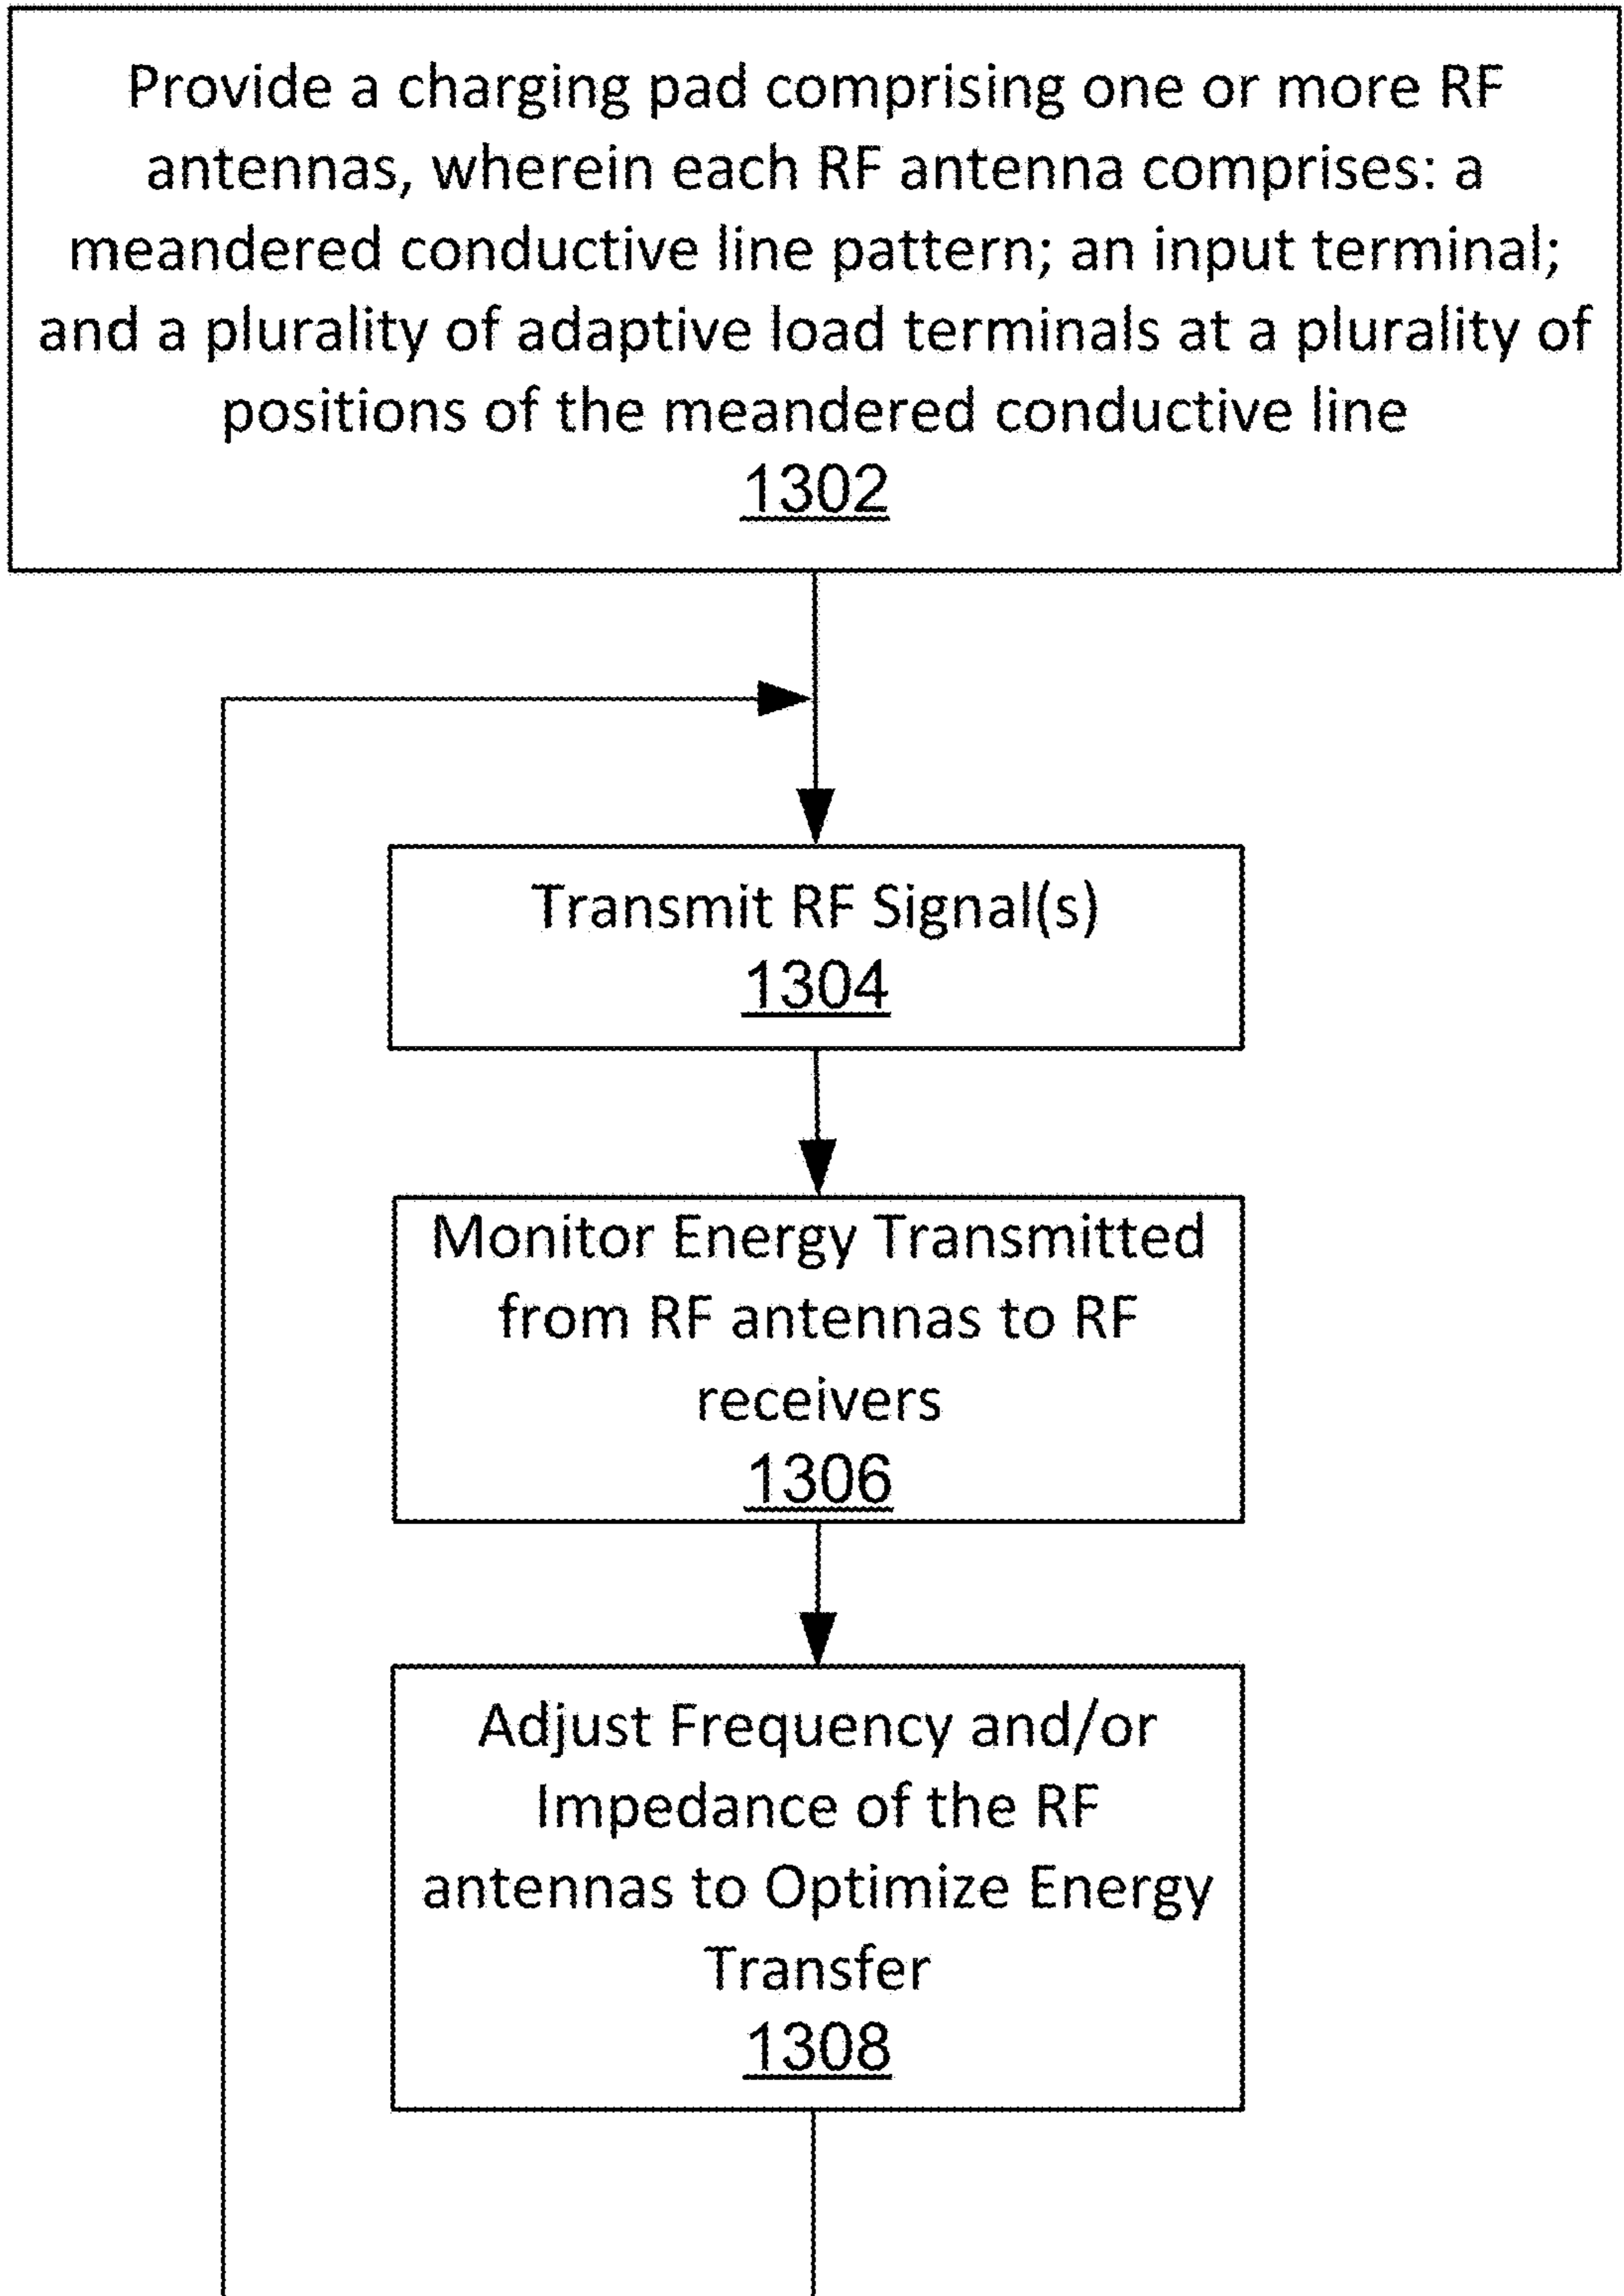 Provide a charging pad comprising one or more RF
antennas, wherein each RF antenna comprises: a
meandered conductive line pattern; an input terminal;
and a plurality of adaptive load terminals at a plurality of
positions of the meandered conductive line
1302
Transmit RF Signal(s)
1304
Monitor Energy Transmitted
from RF antennas to RF
receivers
1306
Adjust Frequency and/or
Impedance of the RF
antennas to Optimize Energy
Transfer
1308